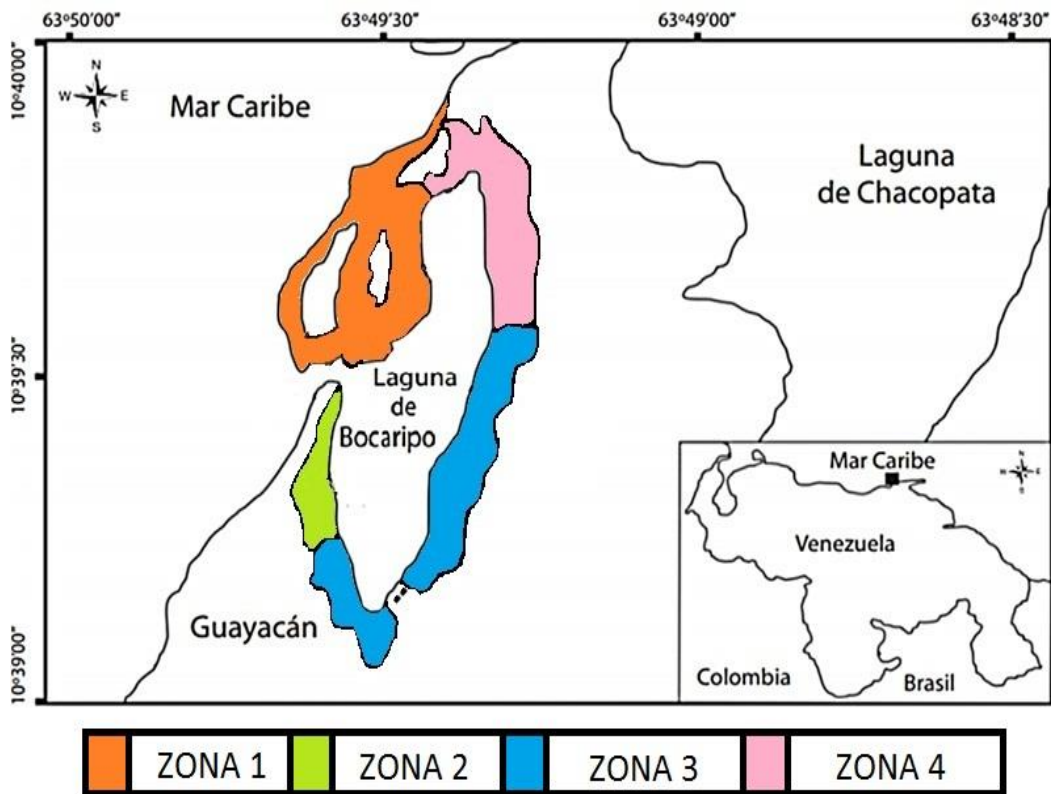 63°50'00"
63°49'30"
63°49'00"
63°48'30"
10°40'00"
10°39'30"
10°39'00"
N
W
E
S
Mar Caribe
Laguna
de Chacopata
Laguna
de
Bocaripo
Guayacán
Mar Caribe
Venezuela
Colombia
Brasil
ZONA 1
ZONA 2
ZONA 3
ZONA 4